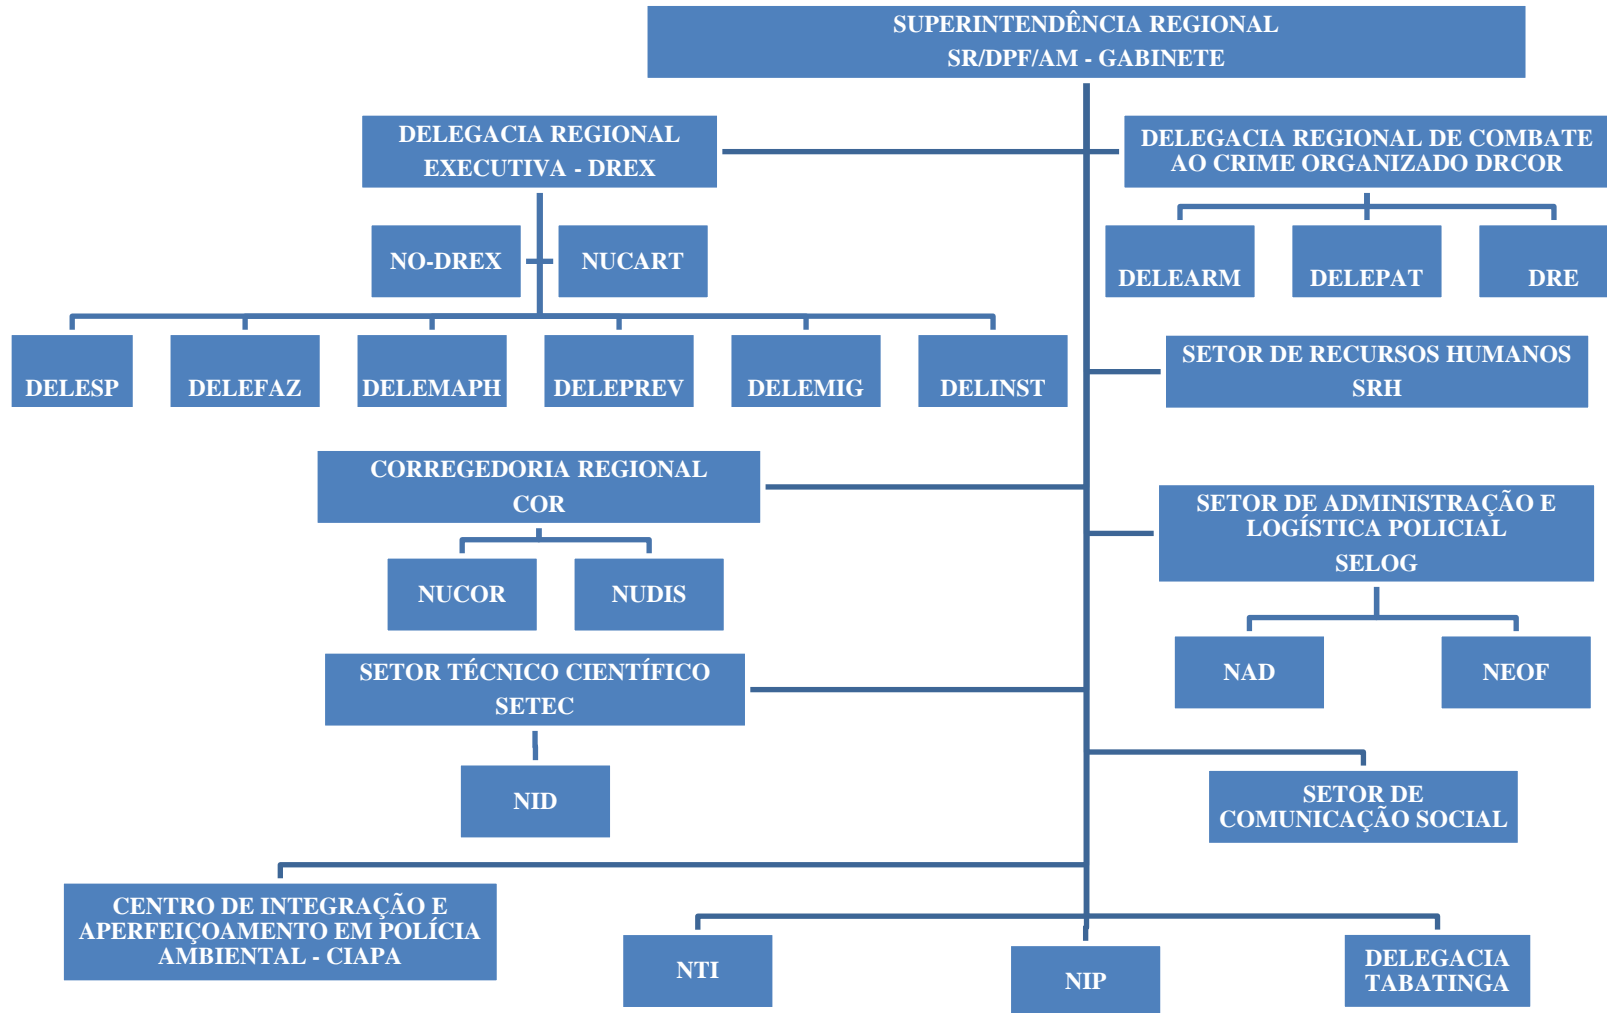 SUPERINTENDÊNCIA REGIONAL
SR/DPF/AM - GABINETE
DELEGACIA REGIONAL
EXECUTIVA - DREX
DELEGACIA REGIONAL DE COMBATE
AO CRIME ORGANIZADO DRCOR
NO-DREX
NUCART
DELEARM
DELEPAT
DRE
DELESP
DELEFAZ
DELEMAPH
DELEPREV
DELEMIG
DELINST
SETOR DE RECURSOS HUMANOS
SRH
CORREGEDORIA REGIONAL
COR
NUCOR
NUDIS
SETOR DE ADMINISTRAÇÃO E
LOGÍSTICA POLICIAL
SELOG
NAD
NEOF
SETOR TÉCNICO CIENTÍFICO
SETEC
NID
SETOR DE
COMUNICAÇÃO SOCIAL
CENTRO DE INTEGRAÇÃO E
APERFEIÇOAMENTO EM POLÍCIA
AMBIENTAL - CIAPA
NTI
NIP
DELEGACIA
TABATINGA